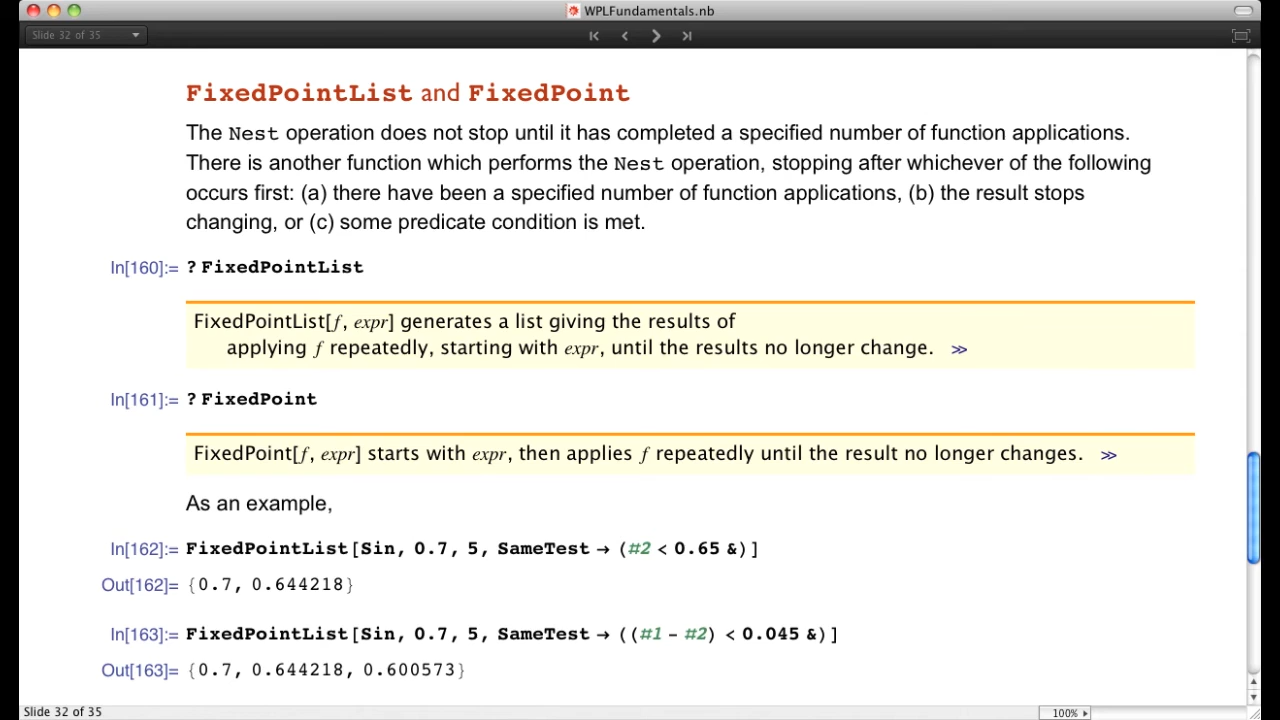 WPLFundamentals.nb
Slide 32 of 35
FixedPointList and FixedPoint
The Nest operation does not stop until it has completed a specified number of function applications.
There is another function which performs the Nest operation, stopping after whichever of the following
occurs first: (a) there have been a specified number of function applications, (b) the result stops
changing, or (c) some predicate condition is met.
In[160]:= ? FixedPointList
FixedPointList[f, expr] generates a list giving the results of
applying f repeatedly, starting with expr, until the results no longer change. ≫
In[161]:= ? FixedPoint
FixedPoint[f, expr] starts with expr, then applies f repeatedly until the result no longer changes. ≫
As an example,
In[162]:= FixedPointList[Sin, 0.7, 5, SameTest → (#2 < 0.65 &)]
Out[162]= {0.7, 0.644218}
In[163]:= FixedPointList[Sin, 0.7, 5, SameTest → ((#1 - #2) < 0.045 &)]
Out[163]= {0.7, 0.644218, 0.600573}
Slide 32 of 35
100%